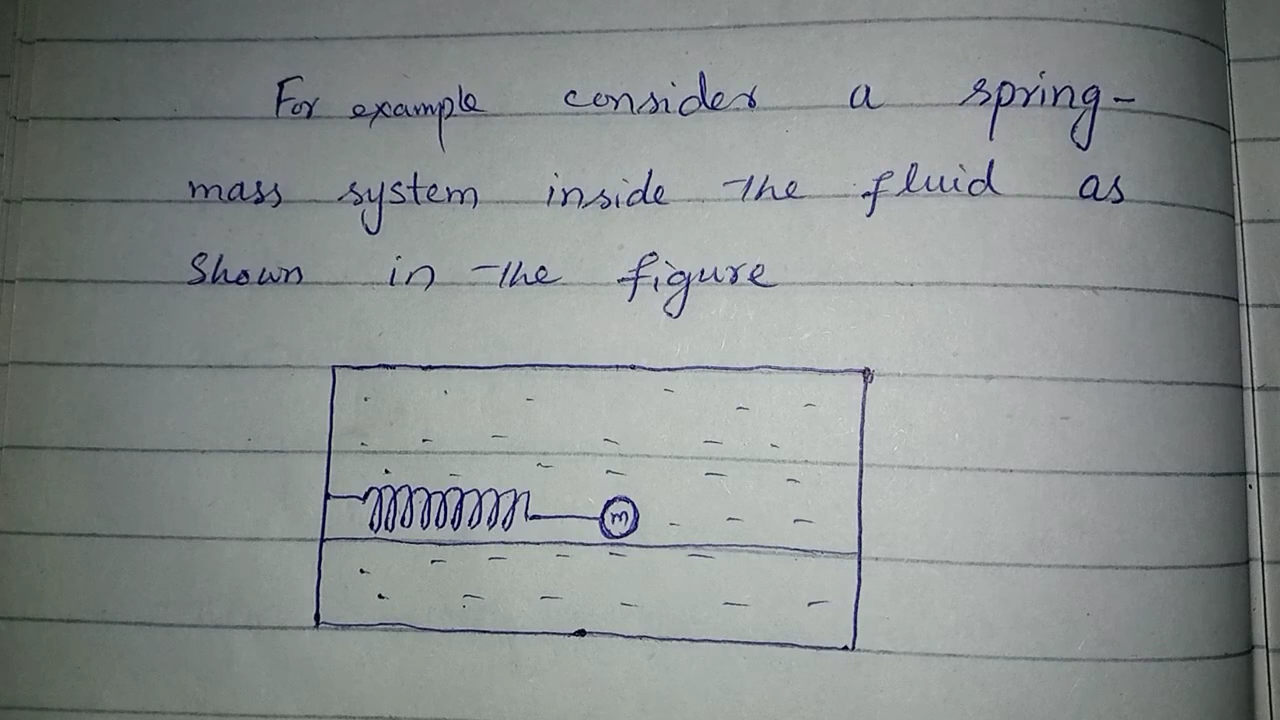 For example consider a spring-
mass system inside the fluid as
shown in the figure
m